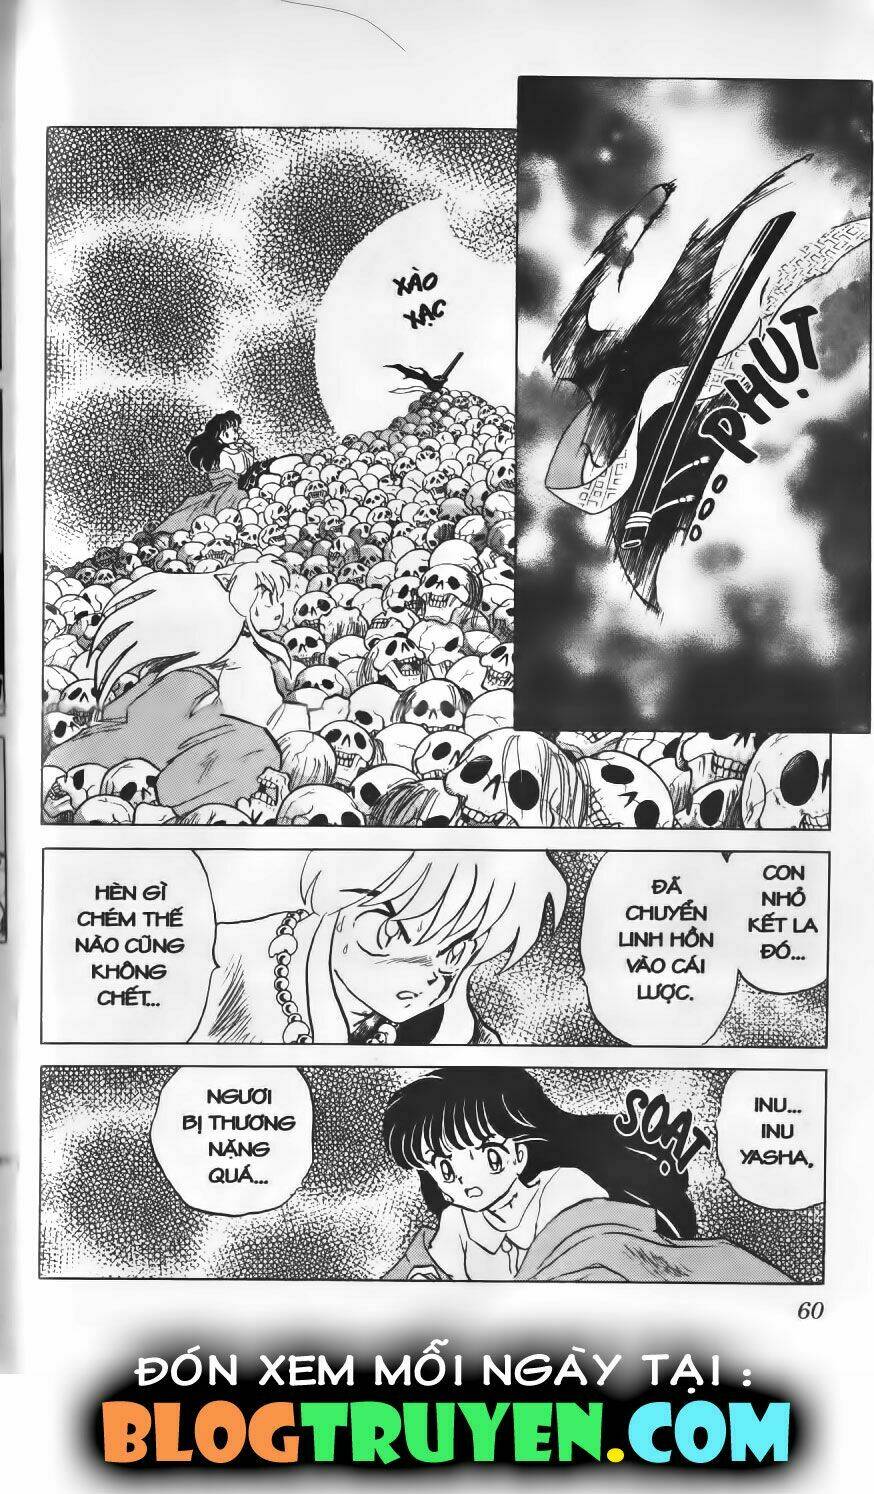 PHỤT
XÀO
XẠC
CON
NHỎ
KẾT LA
ĐÓ...
ĐÃ
CHUYỂN
LINH HỒN
VÀO CÁI
LƯỢC.
HÈN GÌ
CHÉM THẾ
NÀO CŨNG
KHÔNG
CHẾT...
INU...
INU
YASHA,
SOẠT
NGƯƠI
BỊ THƯƠNG
NẶNG
QUÁ...
60
ĐÓN XEM MỖI NGÀY TẠI :
BLOGTRUYEN.COM